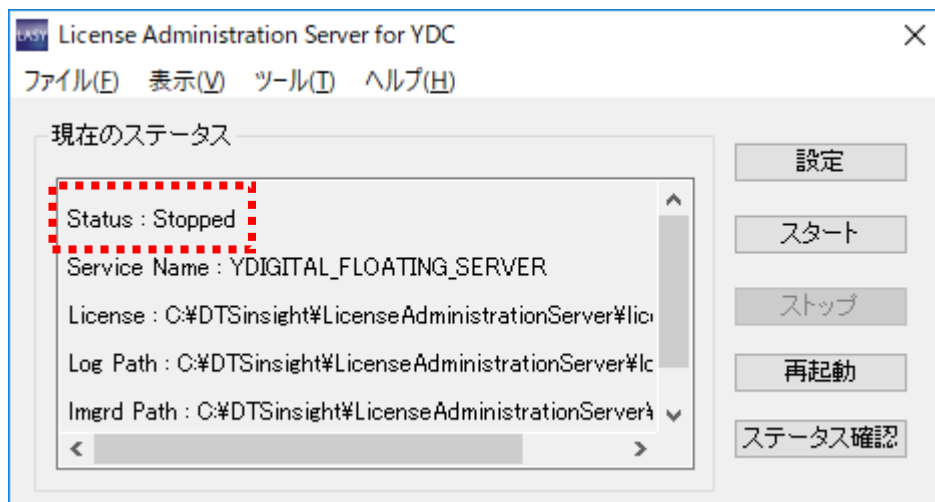 LASY License Administration Server for YDC
ファイル(F) 表示(V) ツール(T) ヘルプ(H)
現在のステータス
Status : Stopped
Service Name : YDIGITAL_FLOATING_SERVER
License : C:¥DTSinsight¥LicenseAdministrationServer¥lic
Log Path : C:¥DTSinsight¥LicenseAdministrationServer¥lc
lmgrd Path : C:¥DTSinsight¥LicenseAdministrationServer¥
設定
スタート
ストップ
再起動
ステータス確認